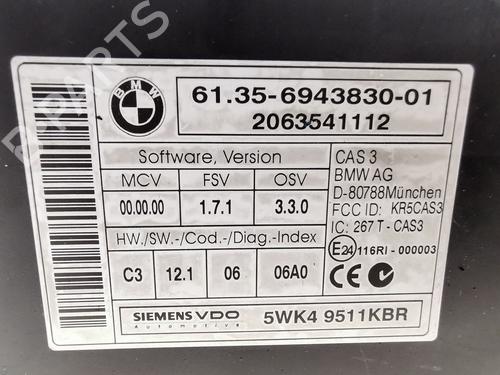 BMW
61.35-6943830-01
2063541112
Software, Version
MCV FSV OSV
00.00.00 1.7.1 3.3.0
HW./SW.-/Cod.-/Diag.-Index
C3 12.1 06 06A0
CAS 3
BMW AG
D-80788München
FCC ID: KR5CAS3
IC: 267 T - CAS3
E24 116RI - 000003
CE
SIEMENS VDO
Automotive
5WK4 9511KBR